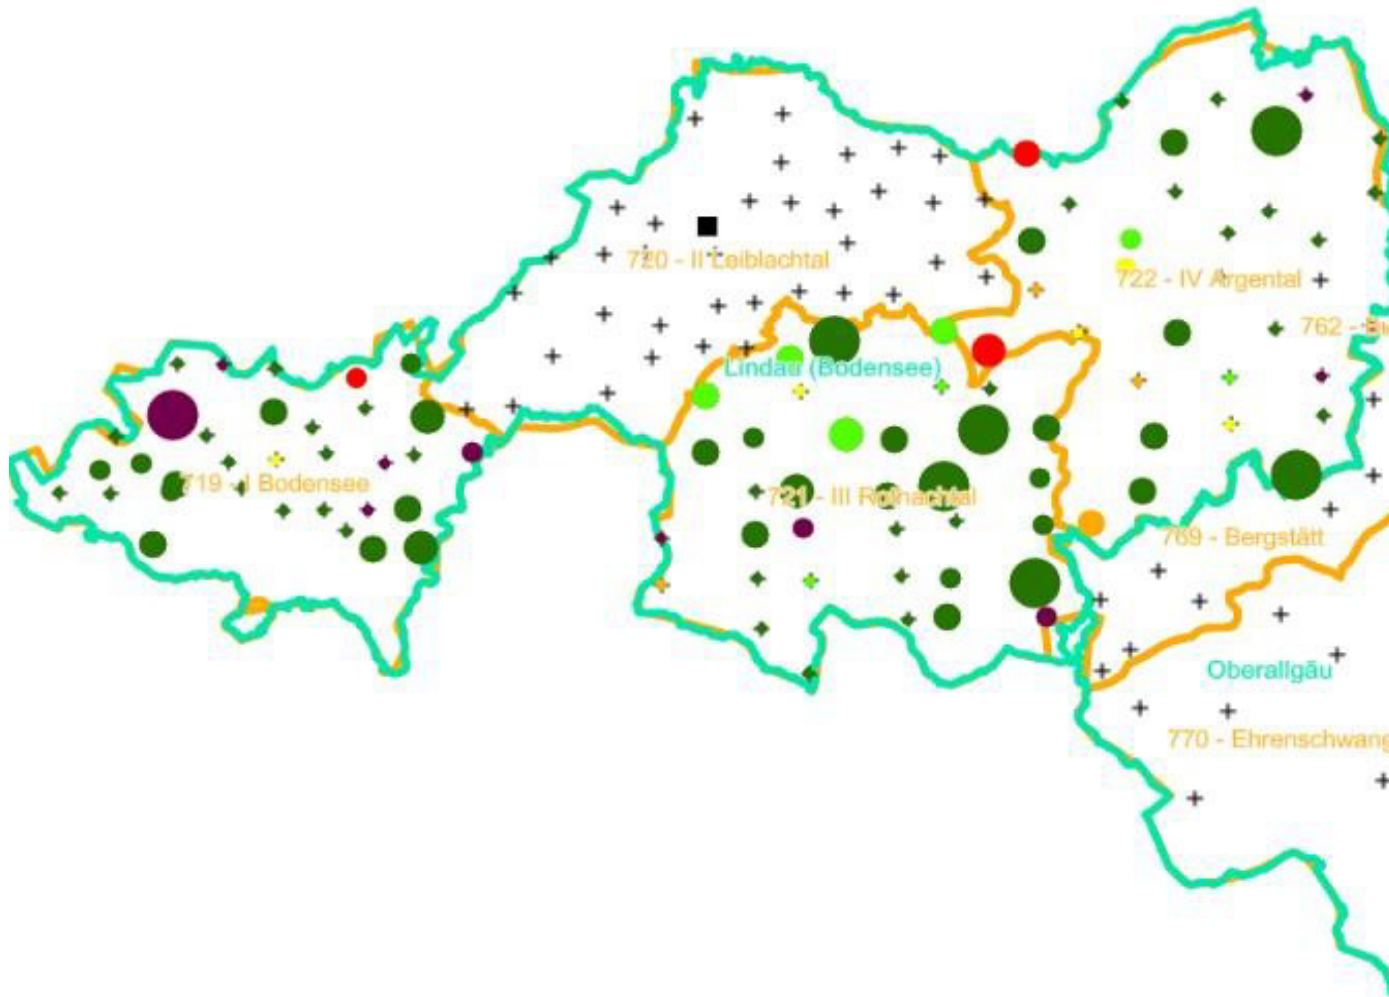 720 - II Leiblachtal
722 - IV Argental
762 -
Lindau (Bodensee)
719 - I Bodensee
721 - III Rothachtal
769 - Bergstätt
Oberallgäu
770 - Ehrenschwang